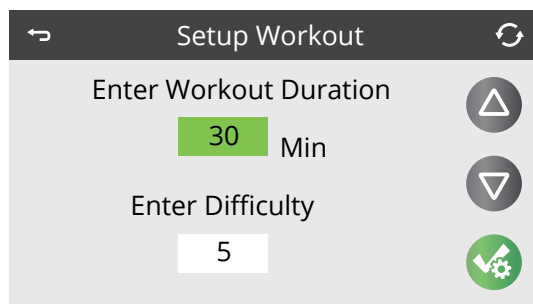 Setup Workout
Enter Workout Duration
30 Min
Enter Difficulty
5